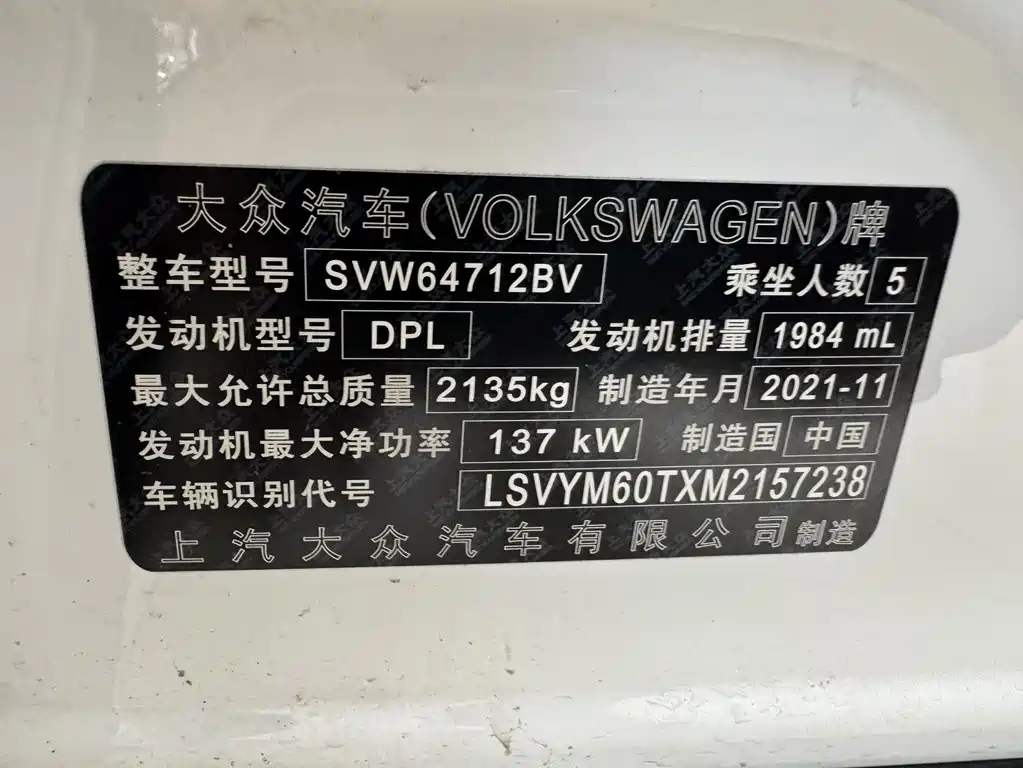 大众汽车(VOLKSWAGEN)牌
整车型号 SVW64712BV 乘坐人数 5
发动机型号 DPL 发动机排量 1984 mL
最大允许总质量 2135kg 制造年月 2021-11
发动机最大净功率 137 kW 制造国 中国
车辆识别代号 LSVYM60TXM2157238
上汽大众汽车有限公司制造